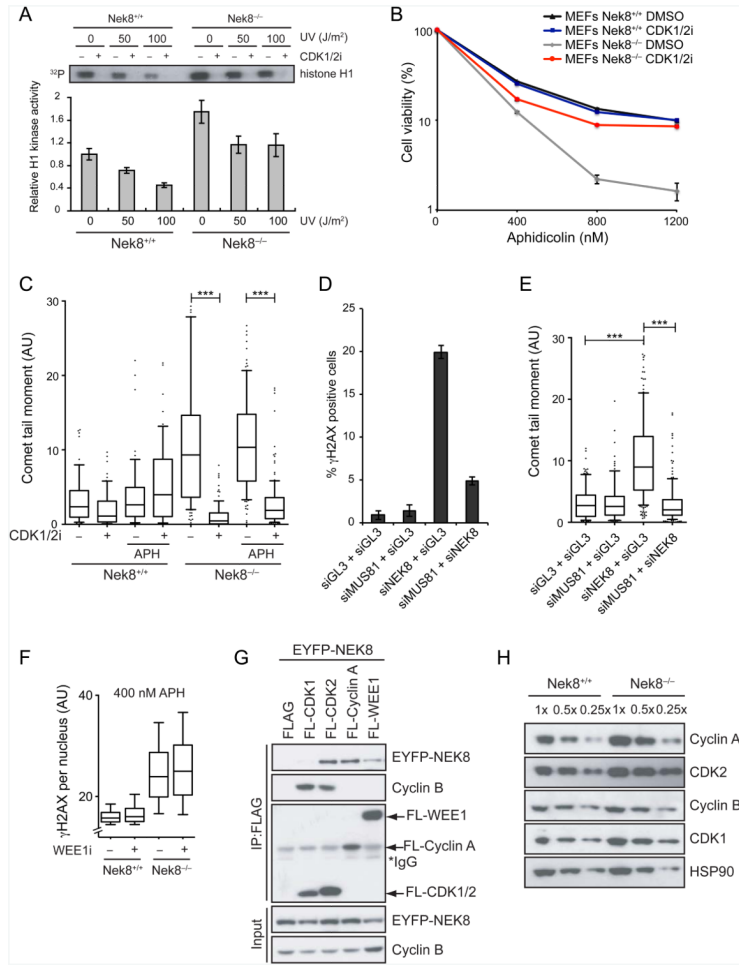 A
Nek8+/+ Nek8−/−
0 50 100 0 50 100 UV (J/m²)
− + − + − + − + − + − + CDK1/2i
³²P histone H1
Relative H1 kinase activity
2
1.6
1.2
0.8
0.4
0
0 50 100 0 50 100 UV (J/m²)
Nek8+/+ Nek8−/−
B
MEFs Nek8+/+ DMSO
MEFs Nek8+/+ CDK1/2i
MEFs Nek8−/− DMSO
MEFs Nek8−/− CDK1/2i
Cell viability (%)
100
10
1
0 400 800 1200
Aphidicolin (nM)
C
Comet tail moment (AU)
30
20
10
0
*** ***
CDK1/2i − + − + − + − +
APH APH
Nek8+/+ Nek8−/−
D
% γH2AX positive cells
25
20
15
10
5
0
siGL3 + siGL3
siMUS81 + siGL3
siNEK8 + siGL3
siMUS81 + siNEK8
E
Comet tail moment (AU)
30
20
10
0
*** ***
siGL3 + siGL3
siMUS81 + siGL3
siNEK8 + siGL3
siMUS81 + siNEK8
F
γH2AX per nucleus (AU)
400 nM APH
40
20
WEE1i − + − +
Nek8+/+ Nek8−/−
G
EYFP-NEK8
FLAG
FL-CDK1
FL-CDK2
FL-Cyclin A
FL-WEE1
IP:FLAG
EYFP-NEK8
Cyclin B
FL-WEE1
FL-Cyclin A
*IgG
FL-CDK1/2
Input
EYFP-NEK8
Cyclin B
H
Nek8+/+ Nek8−/−
1x 0.5x 0.25x 1x 0.5x 0.25x
Cyclin A
CDK2
Cyclin B
CDK1
HSP90